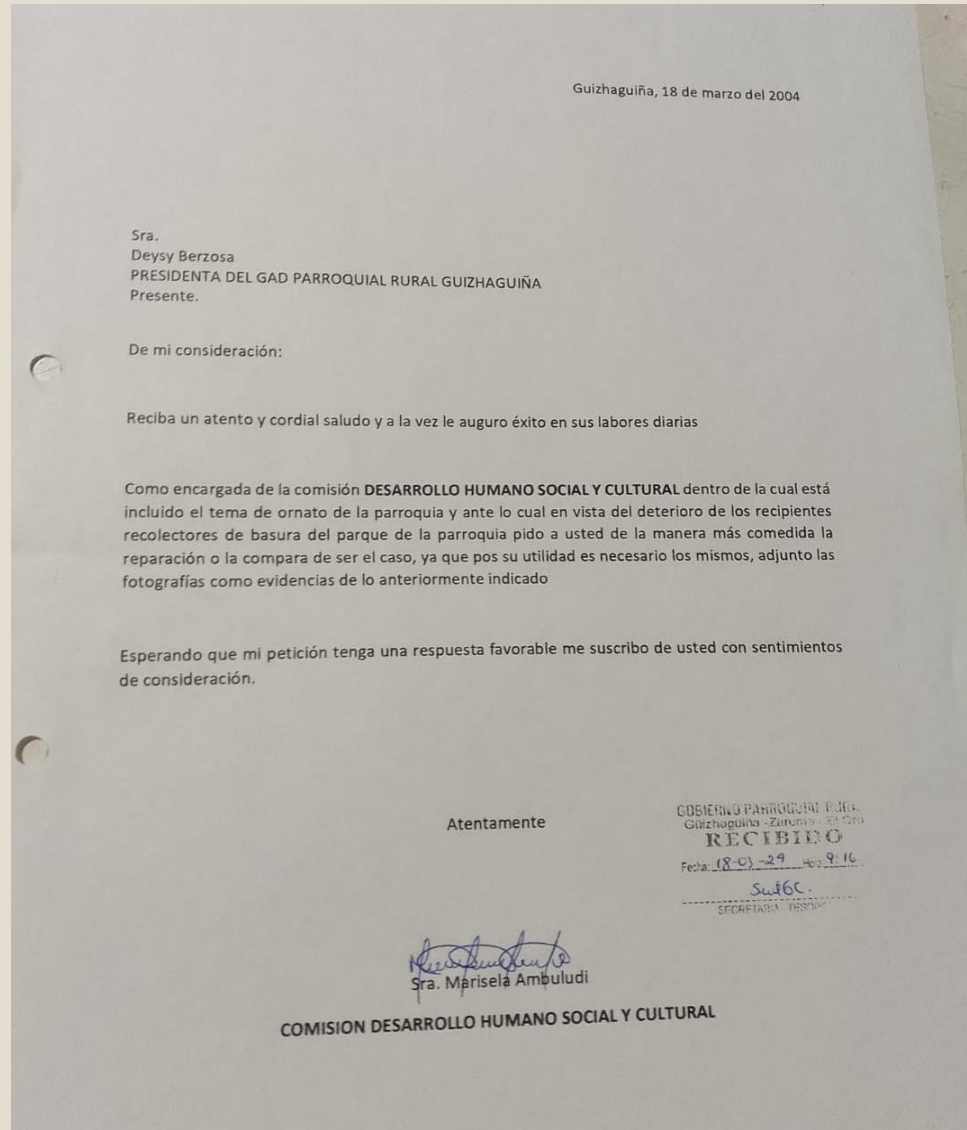 Guizhaguiña, 18 de marzo del 2004
Sra.
Deysy Berzosa
PRESIDENTA DEL GAD PARROQUIAL RURAL GUIZHAGUIÑA
Presente.
De mi consideración:
Reciba un atento y cordial saludo y a la vez le auguro éxito en sus labores diarias
Como encargada de la comisión DESARROLLO HUMANO SOCIAL Y CULTURAL dentro de la cual está
incluido el tema de ornato de la parroquia y ante lo cual en vista del deterioro de los recipientes
recolectores de basura del parque de la parroquia pido a usted de la manera más comedida la
reparación o la compara de ser el caso, ya que pos su utilidad es necesario los mismos, adjunto las
fotografías como evidencias de lo anteriormente indicado
Esperando que mi petición tenga una respuesta favorable me suscribo de usted con sentimientos
de consideración.
Atentamente
GOBIERNO PARROQUIAL
Guizhaguiña - Zaruma - El Oro
RECIBIDO
Fecha: 18-03-24 9:16
SECRETARIA
Sra. Marisela Ambuludi
COMISION DESARROLLO HUMANO SOCIAL Y CULTURAL